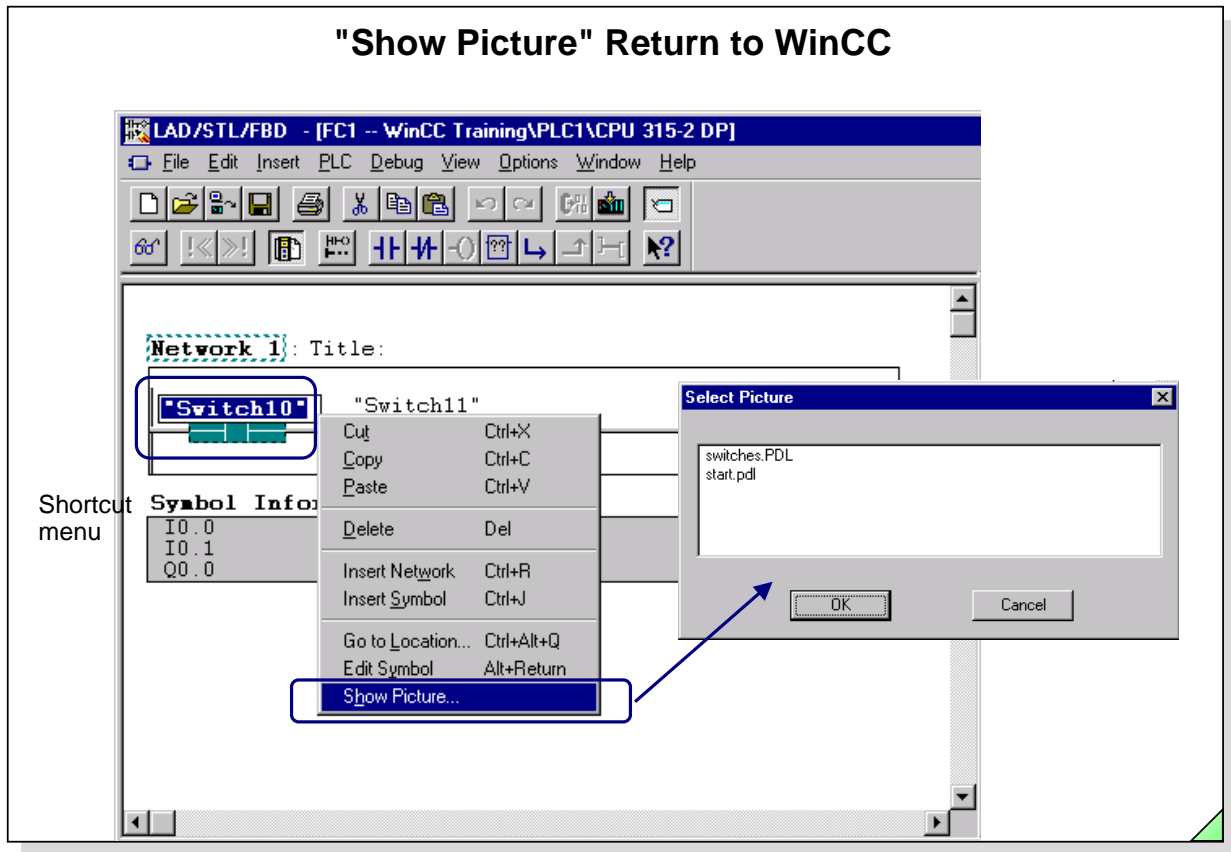 "Show Picture" Return to WinCC
LAD/STL/FBD - [FC1 -- WinCC Training\PLC1\CPU 315-2 DP]
File Edit Insert PLC Debug View Options Window Help
Network 1: Title:
"Switch10" "Switch11"
Cut Ctrl+X
Copy Ctrl+C
Paste Ctrl+V
Delete Del
Insert Network Ctrl+R
Insert Symbol Ctrl+J
Go to Location... Ctrl+Alt+Q
Edit Symbol Alt+Return
Show Picture...
Shortcut
menu
Symbol Infor
I0.0
I0.1
Q0.0
Select Picture
switches.PDL
start.pdl
OK Cancel